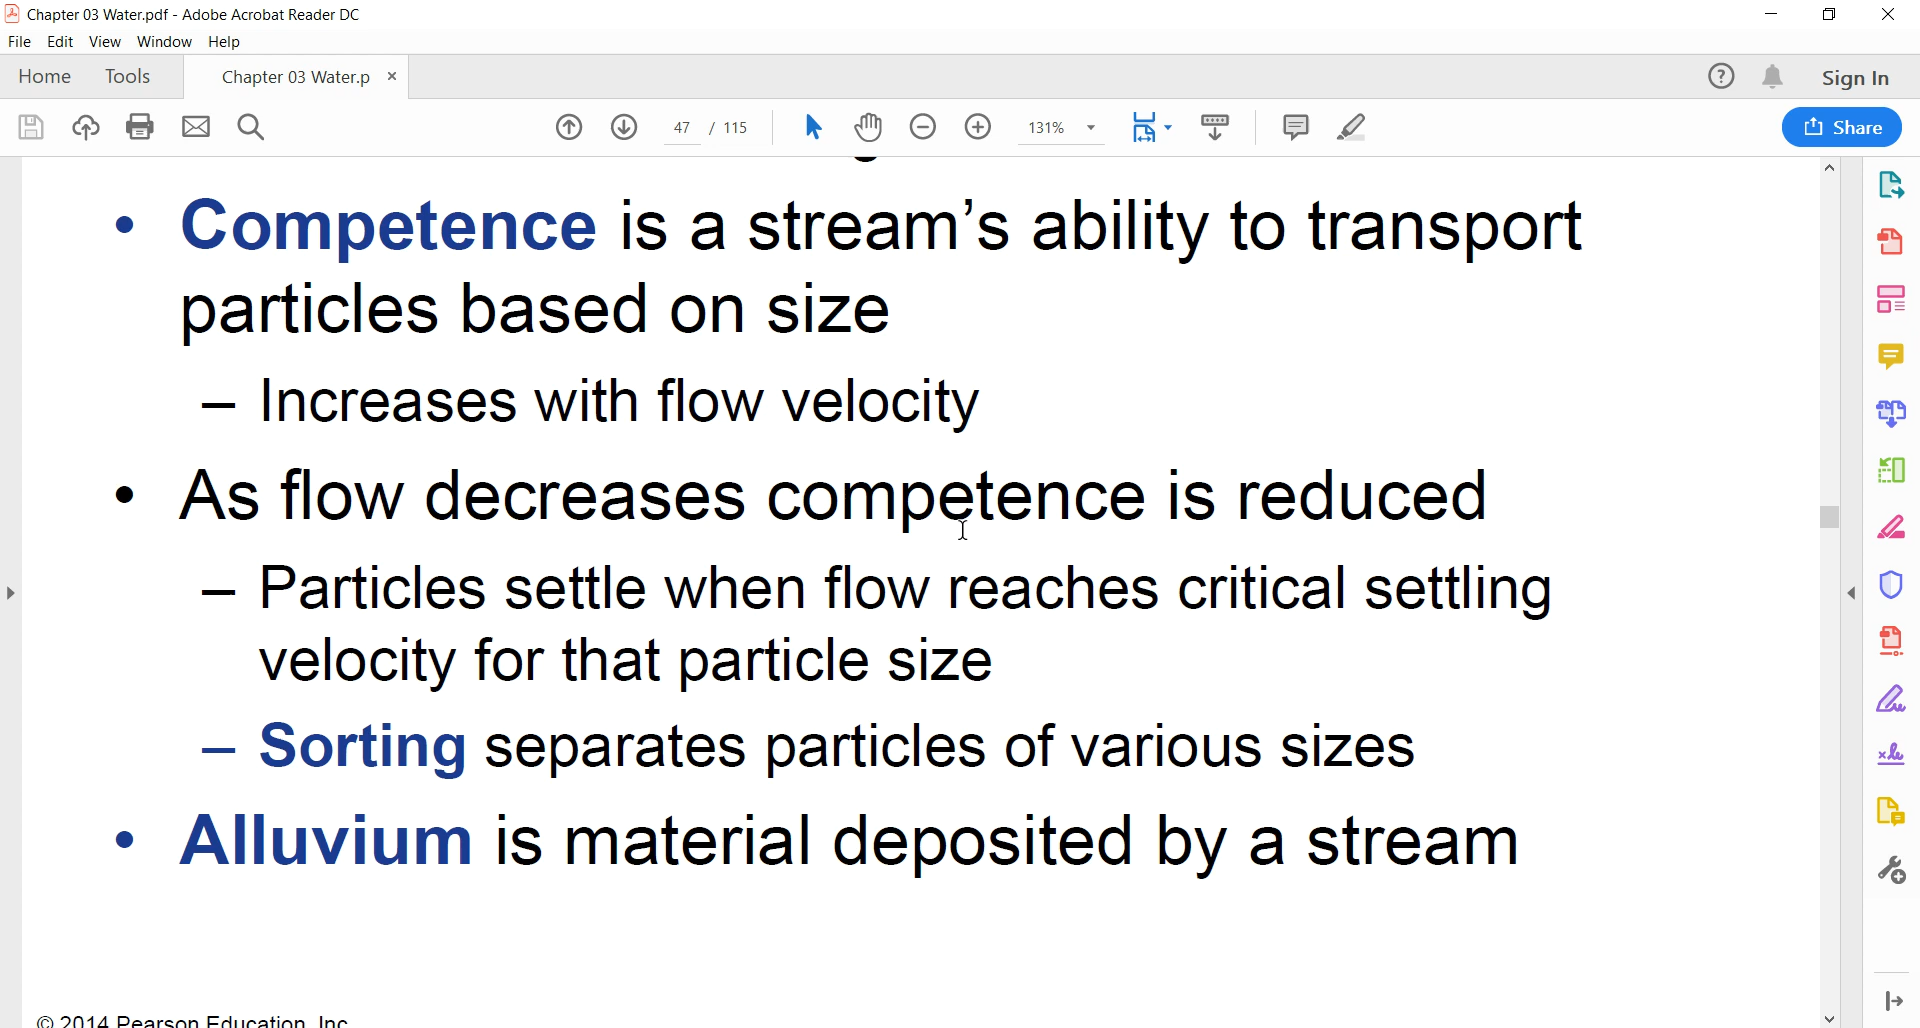 Chapter 03 Water.pdf - Adobe Acrobat Reader DC
File Edit View Window Help
Home Tools Chapter 03 Water.p × Sign In
47 / 115 131% Share
• Competence is a stream’s ability to transport
particles based on size
– Increases with flow velocity
• As flow decreases competence is reduced
– Particles settle when flow reaches critical settling
velocity for that particle size
– Sorting separates particles of various sizes
• Alluvium is material deposited by a stream
© 2014 Pearson Education, Inc.